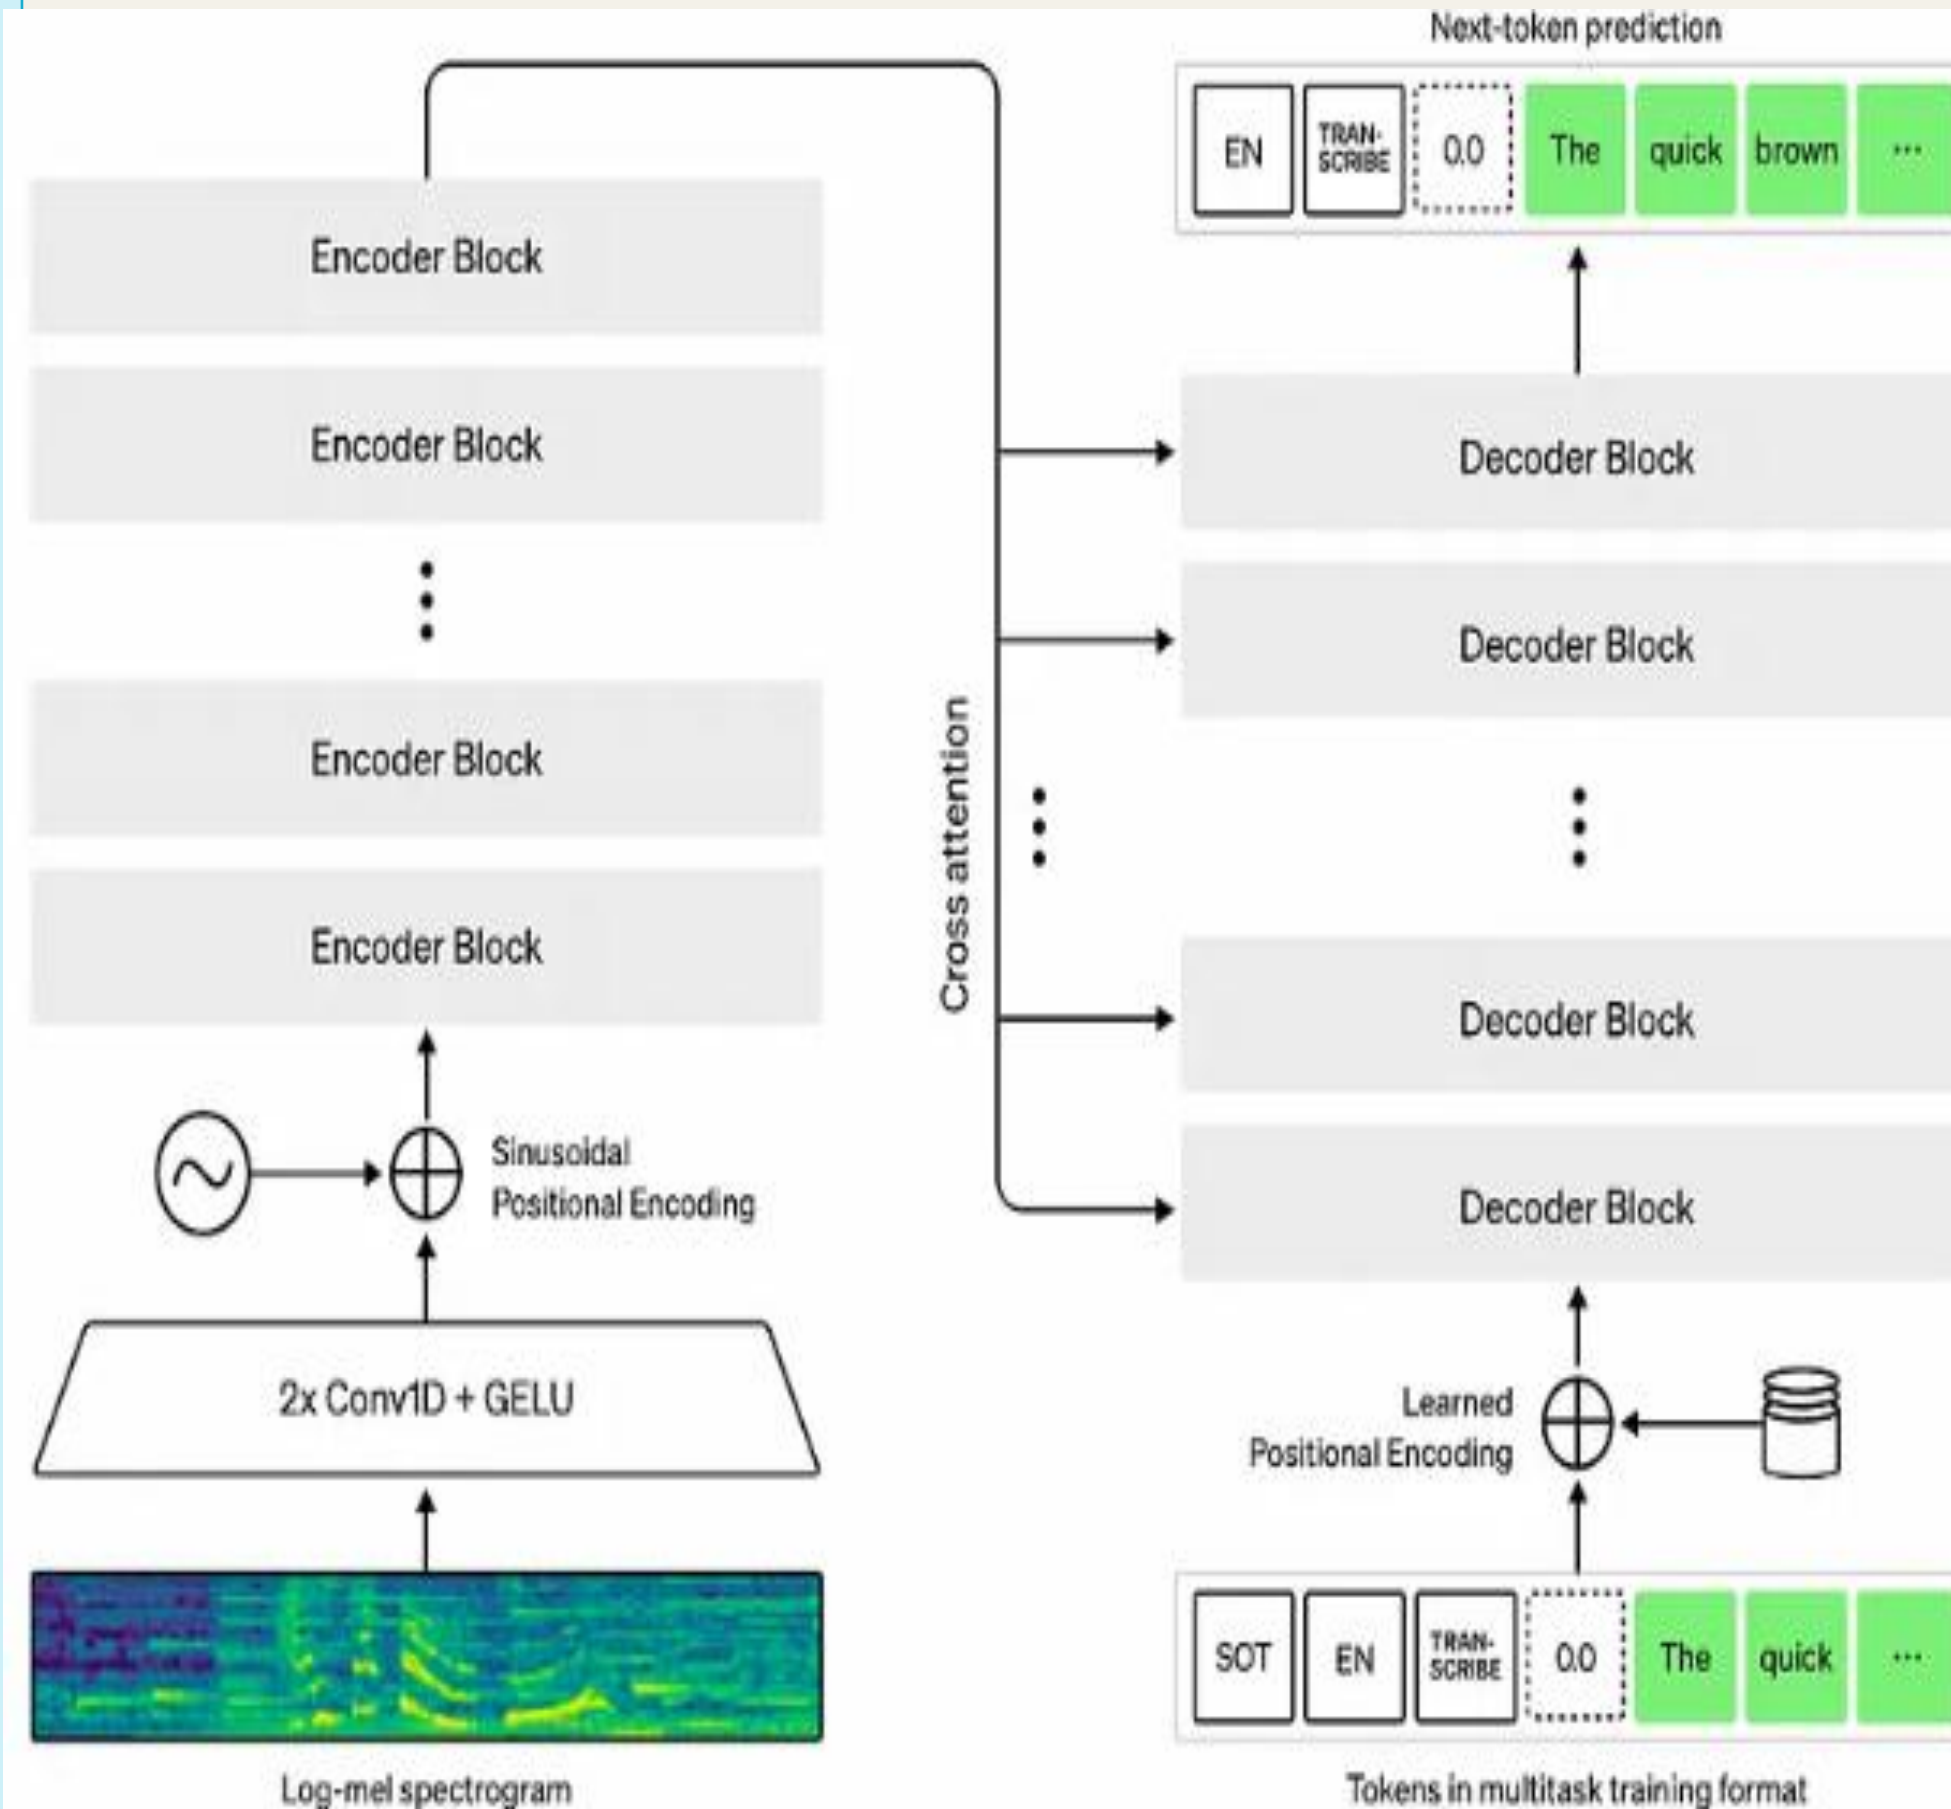 Next-token prediction
EN
TRAN-
SCRIBE
0.0
The
quick
brown
...
Encoder Block
Encoder Block
Encoder Block
Encoder Block
Sinusoidal
Positional Encoding
2x Conv1D + GELU
Log-mel spectrogram
Cross attention
Decoder Block
Decoder Block
Decoder Block
Decoder Block
Learned
Positional Encoding
SOT
EN
TRAN-
SCRIBE
0.0
The
quick
...
Tokens in multitask training format